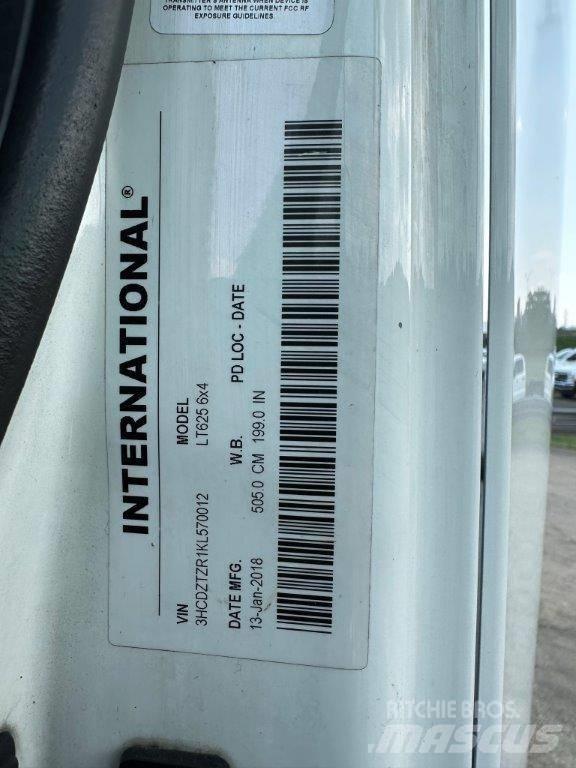 TRANSMITTER'S ANTENNA WHEN DEVICE IS
OPERATING TO MEET THE CURRENT FCC RF
EXPOSURE GUIDELINES.
INTERNATIONAL®
VIN MODEL
3HCDZTZR1KL570012 LT625 6x4
DATE MFG. W.B. PD LOC - DATE
13-Jan-2018 505.0 CM 199.0 IN
RITCHIE BROS.
MASCUS